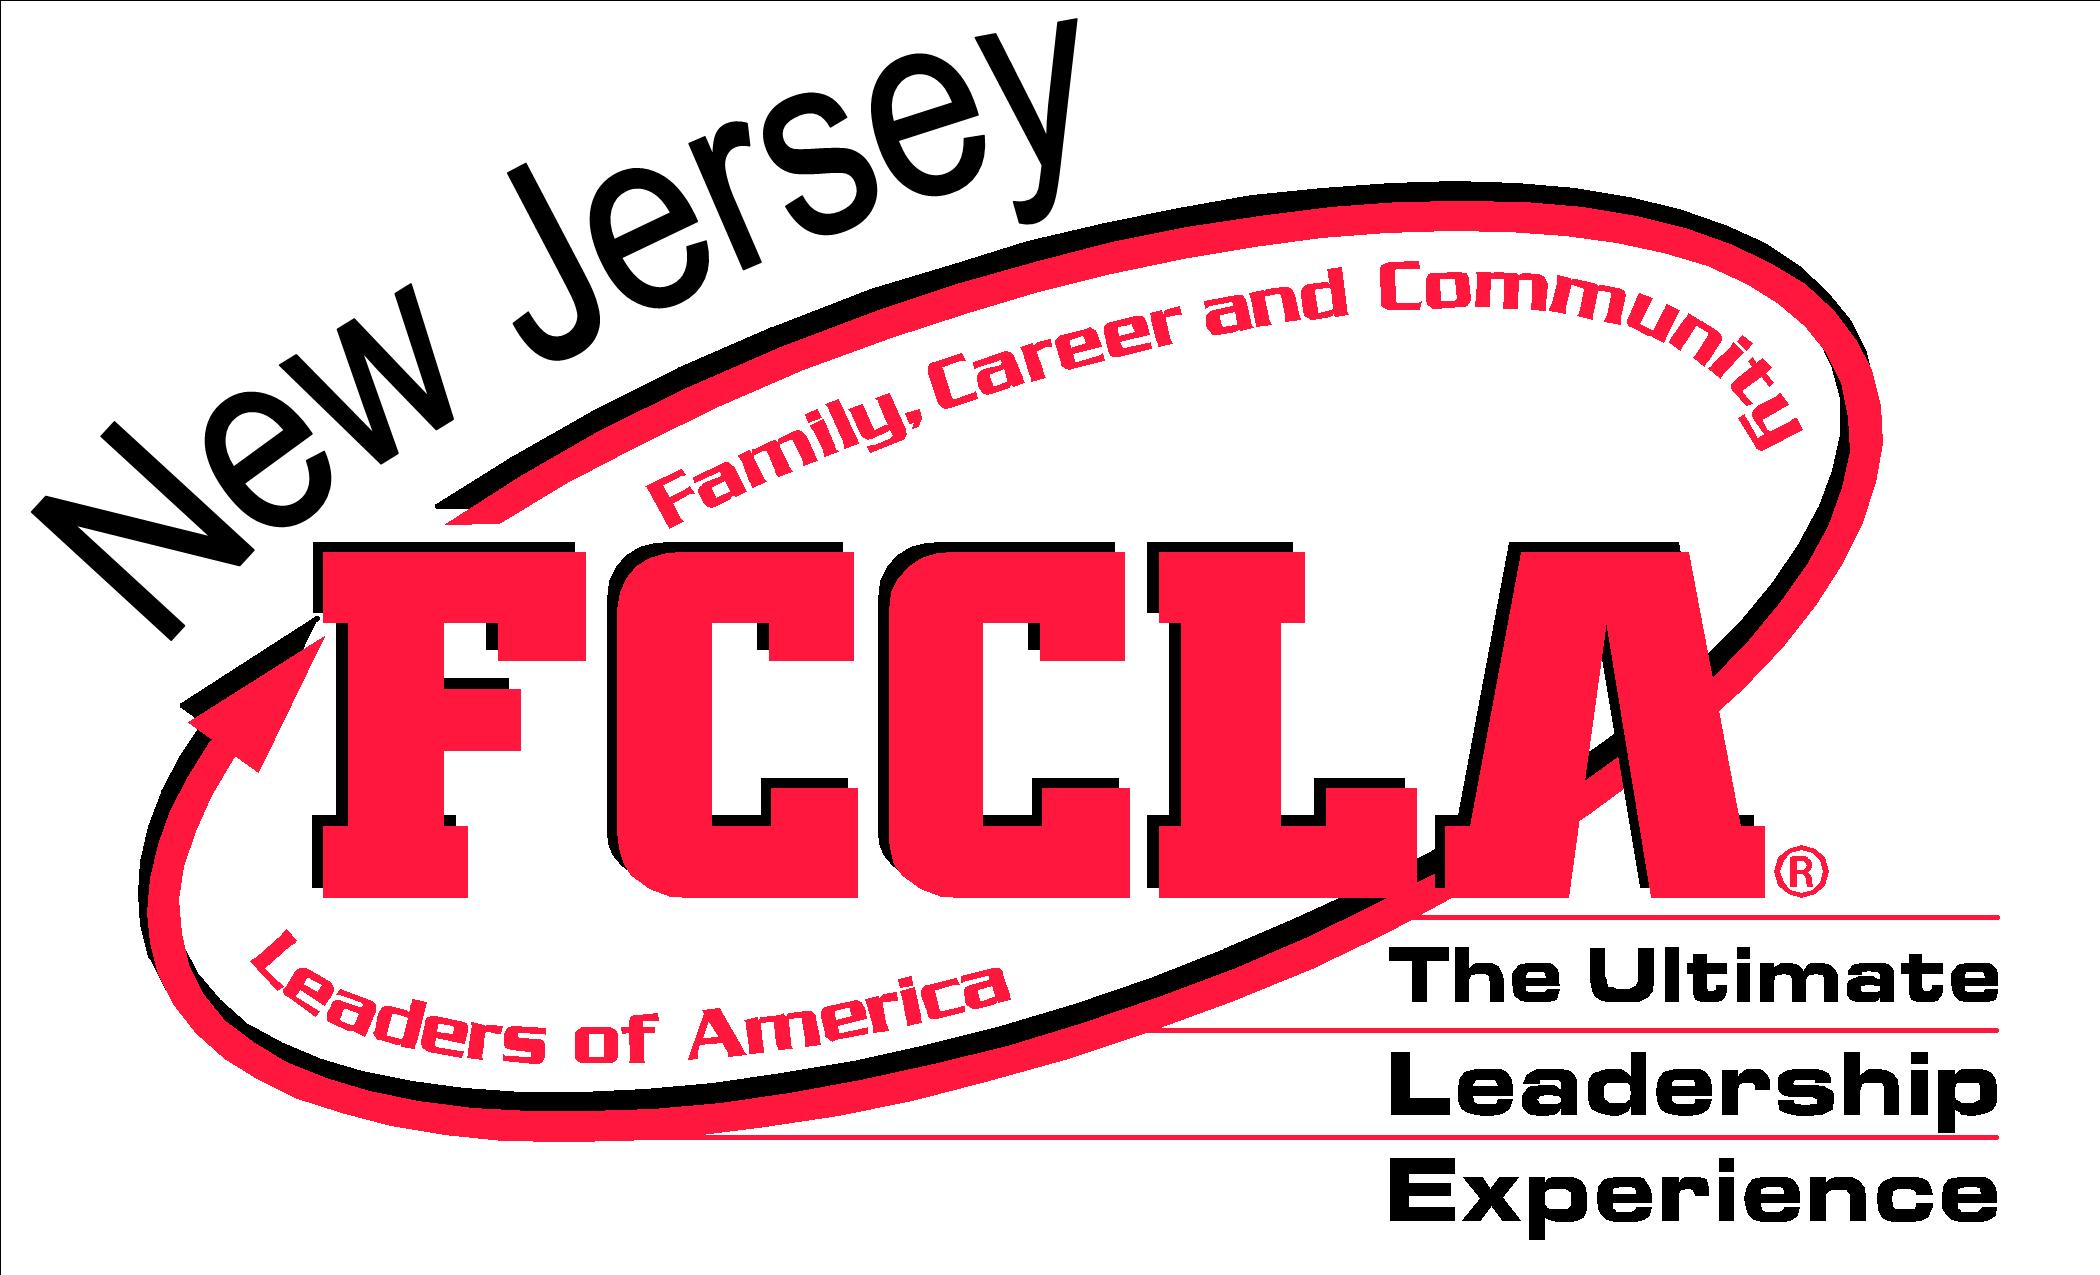 New Jersey
Family, Career and Community
FCCLA®
Leaders of America
The Ultimate
Leadership
Experience